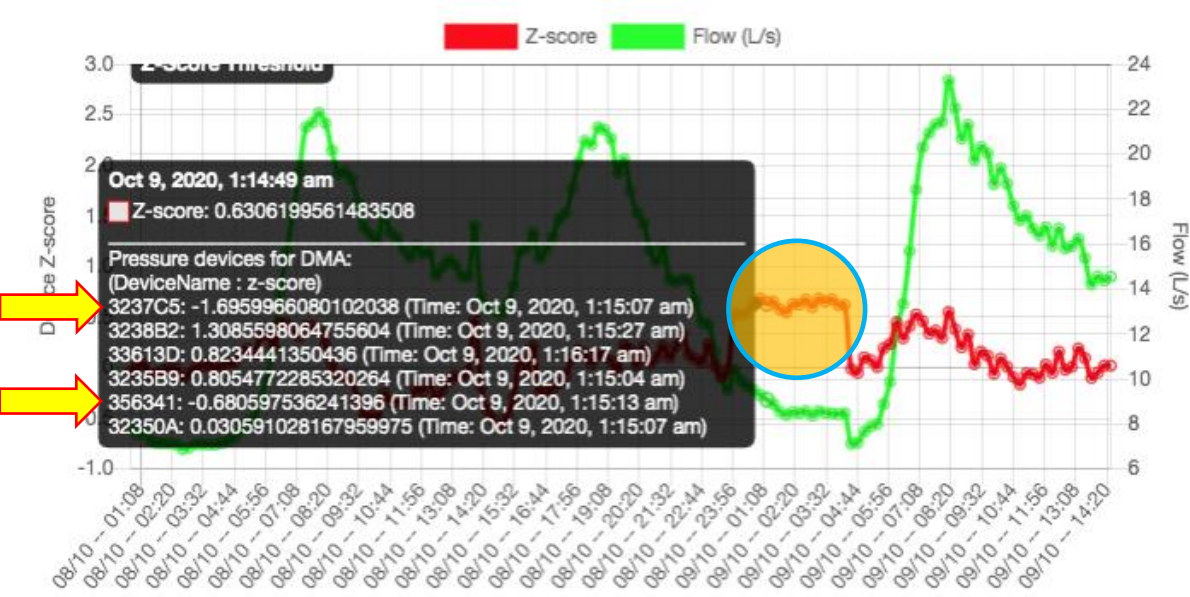 Z-score Flow (L/s)
3.0 Z-Score Threshold 24
2.5 22
2.0 20
Oct 9, 2020, 1:14:49 am
Z-score: 0.6306199561483508
Pressure devices for DMA:
(DeviceName : z-score)
3237C5: -1.6959966080102038 (Time: Oct 9, 2020, 1:15:07 am)
3238B2: 1.3085598064755604 (Time: Oct 9, 2020, 1:15:27 am)
33613D: 0.8234441350436 (Time: Oct 9, 2020, 1:16:17 am)
3235B9: 0.8054772285320264 (Time: Oct 9, 2020, 1:15:04 am)
356341: -0.680597536241396 (Time: Oct 9, 2020, 1:15:13 am)
32350A: 0.030591028167959975 (Time: Oct 9, 2020, 1:15:07 am)
Z-score
18
16
14
12
10
8
-1.0 6
Flow (L/s)
08/10 -- 01:08
08/10 -- 02:20
08/10 -- 03:32
08/10 -- 04:44
08/10 -- 05:56
08/10 -- 07:08
08/10 -- 08:20
08/10 -- 09:32
08/10 -- 10:44
08/10 -- 11:56
08/10 -- 13:08
08/10 -- 14:20
08/10 -- 15:32
08/10 -- 16:44
08/10 -- 17:56
08/10 -- 19:08
08/10 -- 20:20
08/10 -- 21:32
08/10 -- 22:44
08/10 -- 23:56
09/10 -- 01:08
09/10 -- 02:20
09/10 -- 03:32
09/10 -- 04:44
09/10 -- 05:56
09/10 -- 07:08
09/10 -- 08:20
09/10 -- 09:32
09/10 -- 10:44
09/10 -- 11:56
09/10 -- 13:08
09/10 -- 14:20